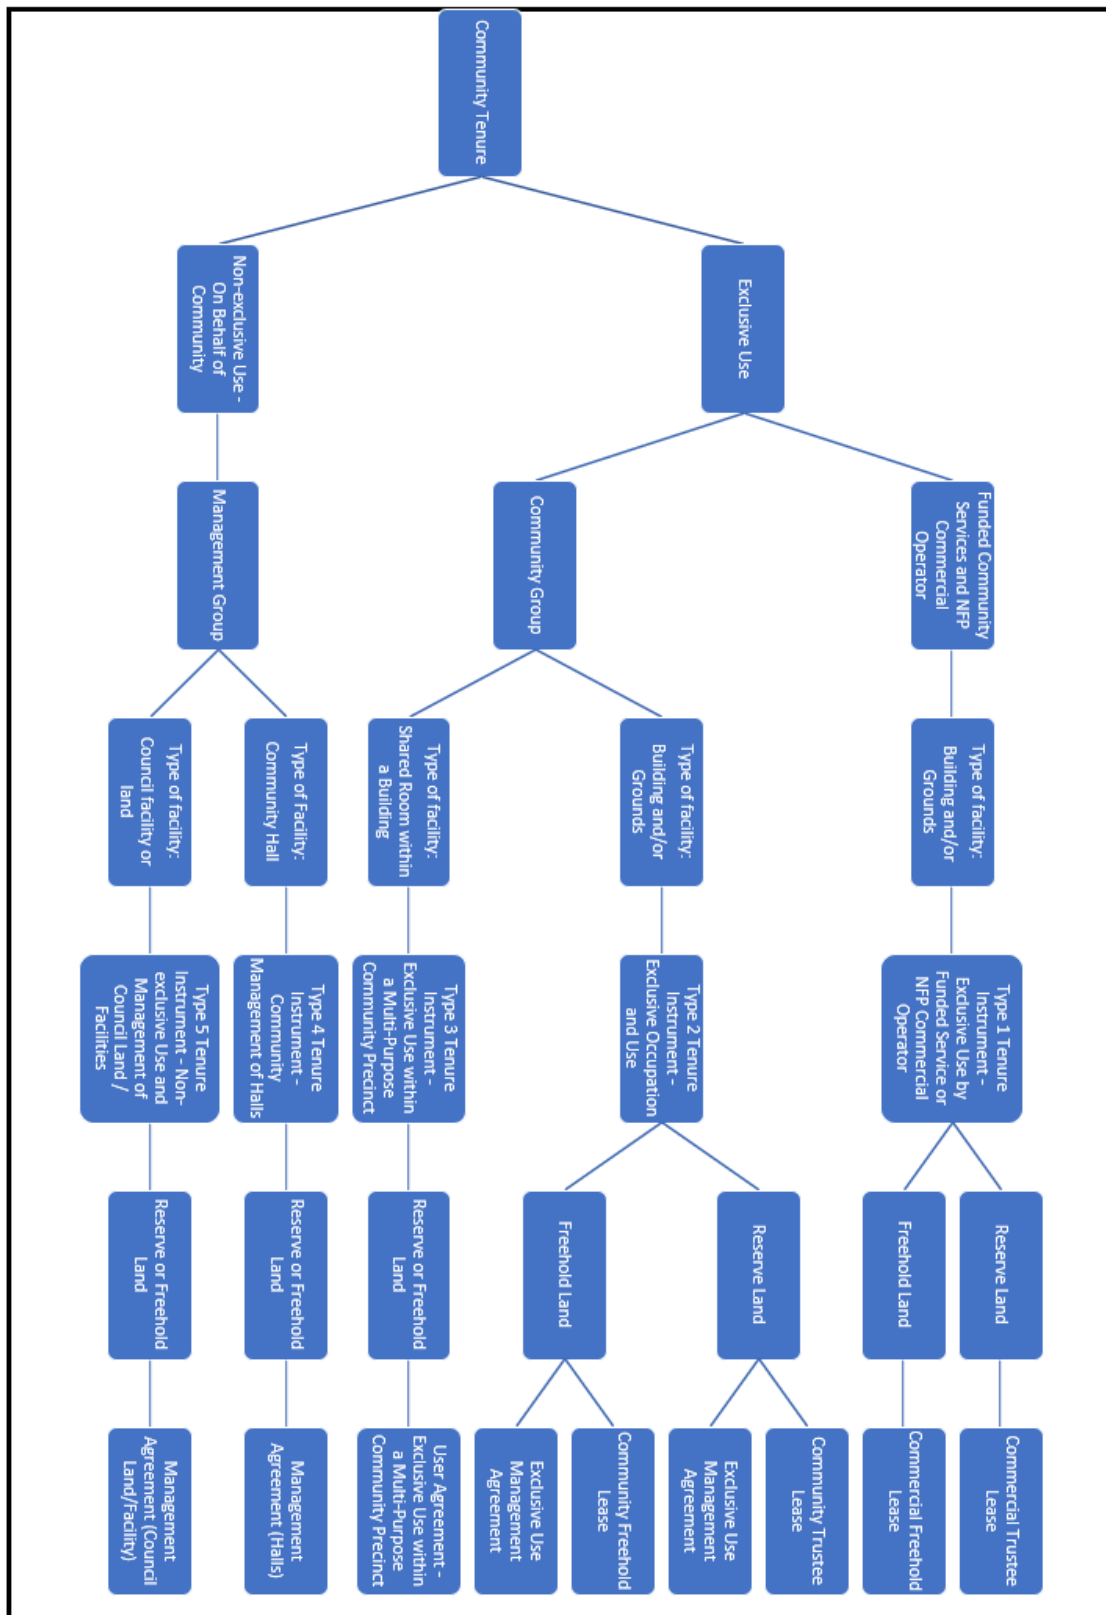 Community Tenure
Exclusive Use
Non-exclusive Use -
On Behalf of
Community
Funded Community
Services and NFP
Commercial
Operator
Community Group
Management Group
Type of facility:
Building and/or
Grounds
Type of facility:
Building and/or
Grounds
Type of facility:
Shared Room within
a Building
Type of Facility:
Community Hall
Type of facility:
Council facility or
land
Type 1 Tenure
Instrument -
Exclusive Use by
Funded Service or
NFP Commercial
Operator
Type 2 Tenure
Instrument -
Exclusive Occupation
and Use
Type 3 Tenure
Instrument -
Exclusive Use within
a Multi-Purpose
Community Precinct
Type 4 Tenure
Instrument -
Community
Management of Halls
Type 5 Tenure
Instrument - Non-
exclusive Use and
Management of
Council Land /
Facilities
Reserve Land
Freehold Land
Reserve Land
Freehold Land
Reserve or Freehold
Land
Reserve or Freehold
Land
Reserve or Freehold
Land
Commercial Trustee
Lease
Commercial Freehold
Lease
Community Trustee
Lease
Exclusive Use
Management
Agreement
Community Freehold
Lease
Exclusive Use
Management
Agreement
User Agreement -
Exclusive Use within
a Multi-Purpose
Community Precinct
Management
Agreement (Halls)
Management
Agreement (Council
Land/Facility)